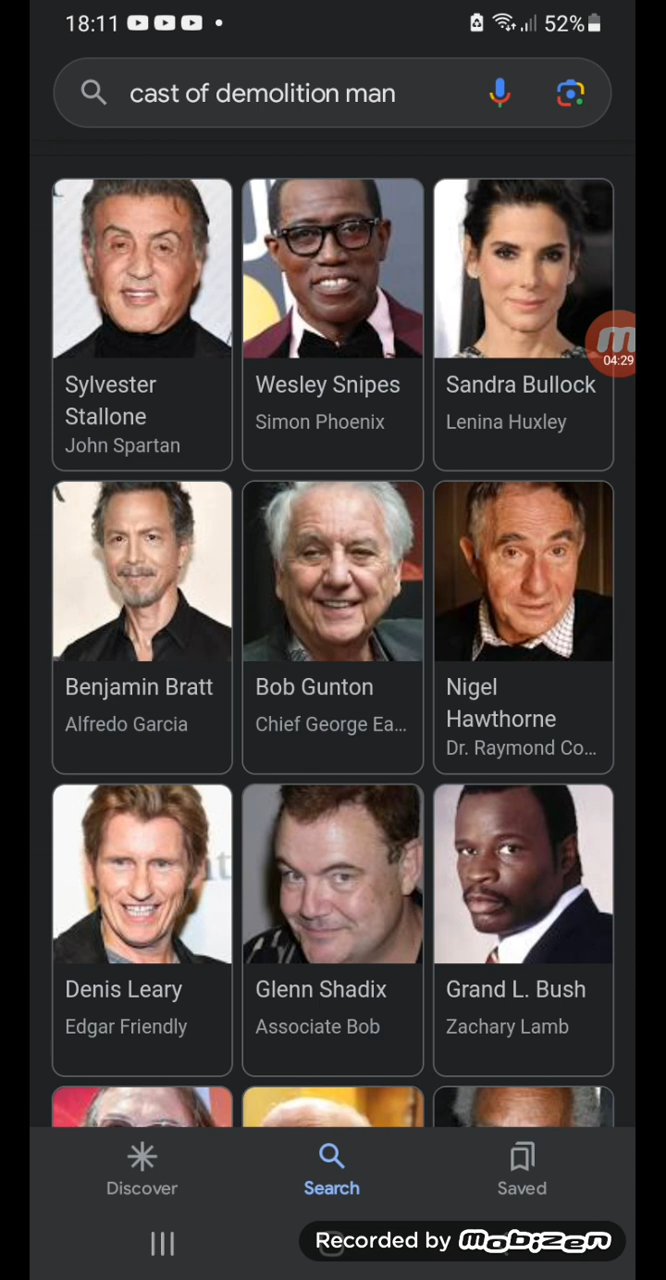 18:11 52%
cast of demolition man
m
04:29
Sylvester
Stallone
John Spartan
Wesley Snipes
Simon Phoenix
Sandra Bullock
Lenina Huxley
Benjamin Bratt
Alfredo Garcia
Bob Gunton
Chief George Ea...
Nigel
Hawthorne
Dr. Raymond Co...
Denis Leary
Edgar Friendly
Glenn Shadix
Associate Bob
Grand L. Bush
Zachary Lamb
Discover
Search
Saved
Recorded by mobizen